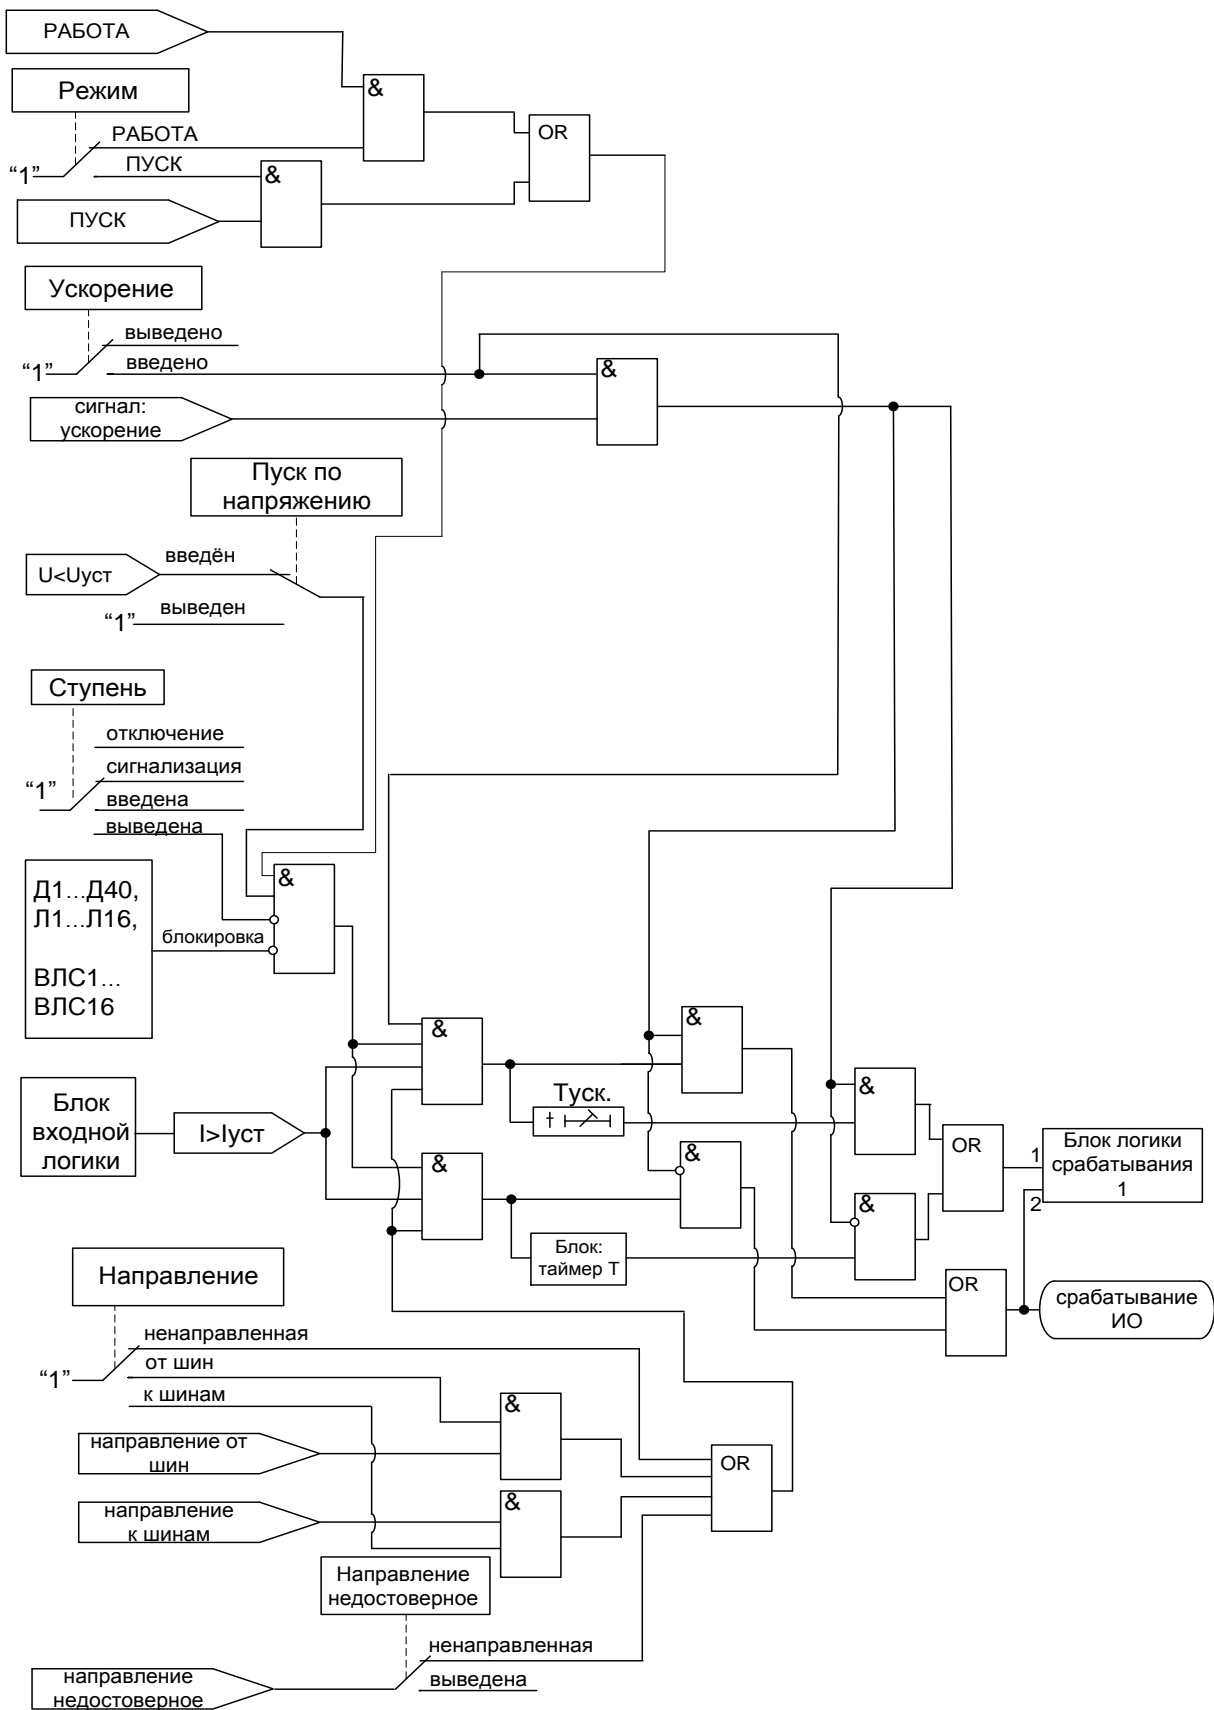 РАБОТА
&
Режим
OR
РАБОТА
“1”
ПУСК
&
ПУСК
Ускорение
выведено
“1”
введено
&
сигнал:
ускорение
Пуск по
напряжению
введён
U<Uуст
выведен
“1”
Ступень
отключение
сигнализация
“1”
введена
выведена
&
Д1...Д40,
Л1...Л16,
блокировка
ВЛС1...
ВЛС16
&
&
Блок
входной
логики
I>Iуст
Туск.
&
&
&
OR
1
Блок логики
срабатывания
1
2
&
Блок:
таймер T
OR
срабатывание
ИО
Направление
ненаправленная
от шин
“1”
к шинам
&
направление от
шин
OR
&
направление
к шинам
Направление
недостоверное
ненаправленная
направление
недостоверное
выведена